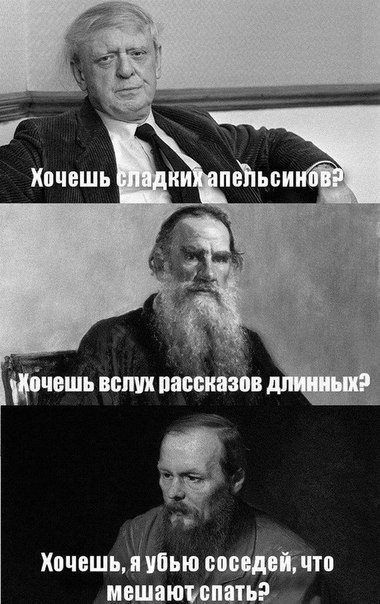 Хочешь сладких апельсинов?
Хочешь вслух рассказов длинных?
Хочешь, я убью соседей, что
мешают спать?